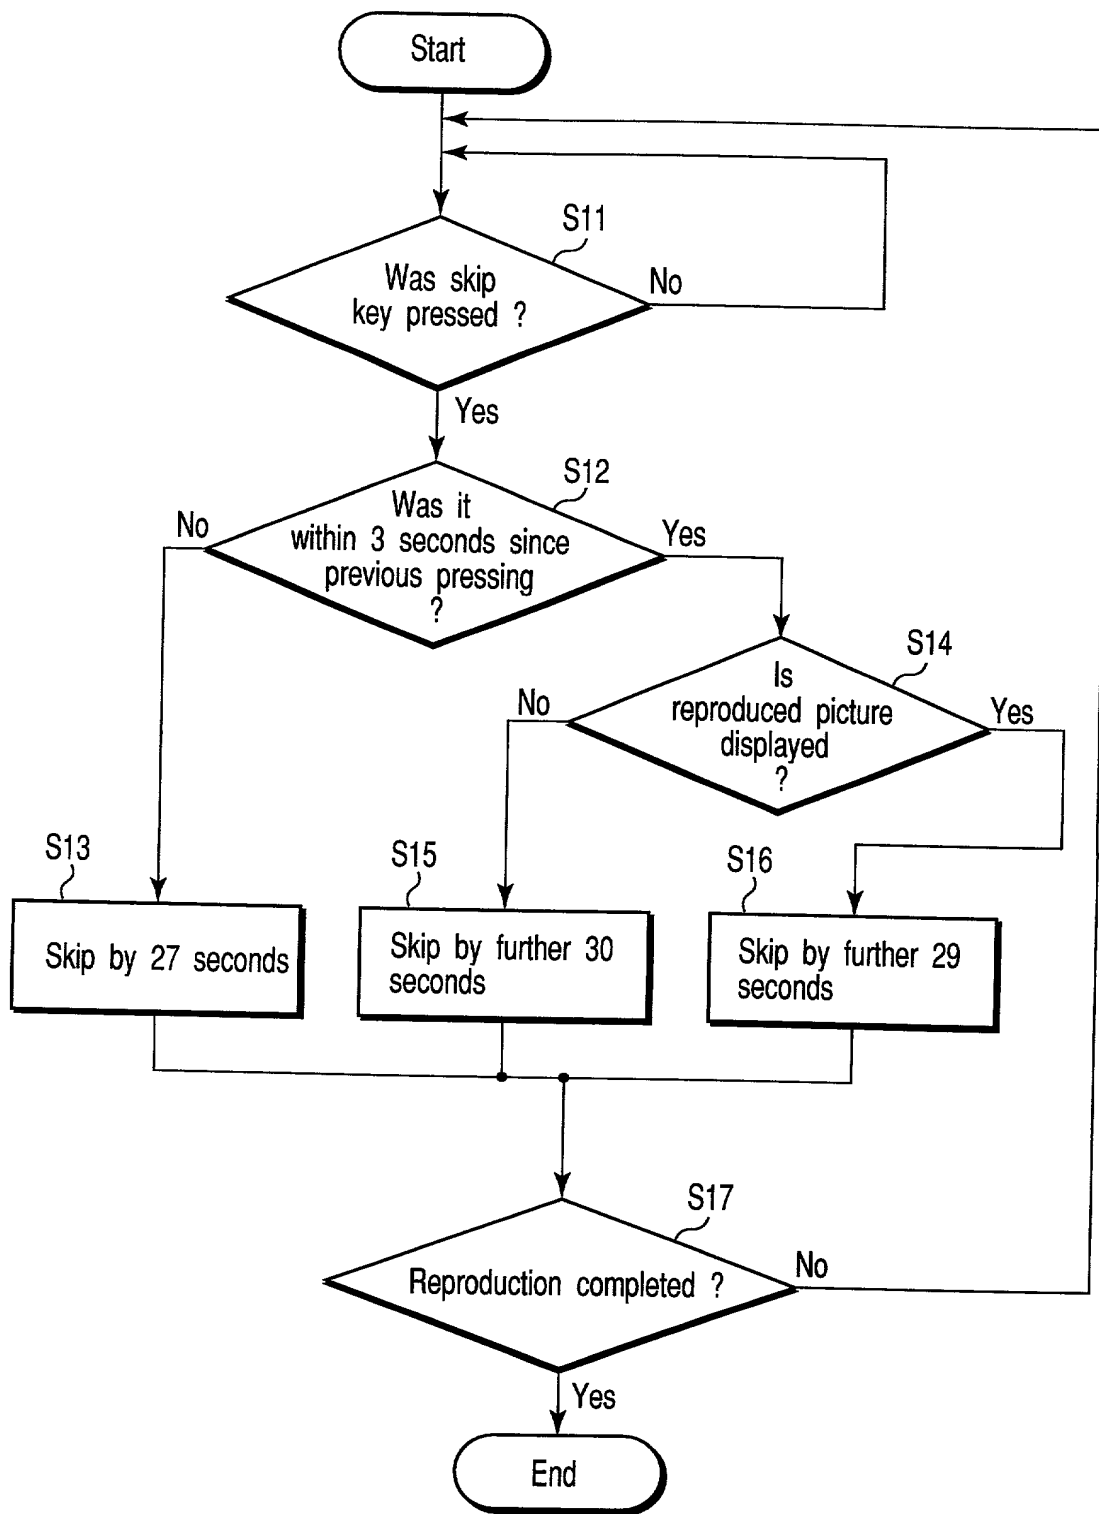 Start
S11
Was skip
key pressed ?
No
Yes
S12
Was it
within 3 seconds since
previous pressing
?
No
Yes
S14
Is
reproduced picture
displayed
?
No
Yes
S13
Skip by 27 seconds
S15
Skip by further 30
seconds
S16
Skip by further 29
seconds
S17
Reproduction completed ?
No
Yes
End